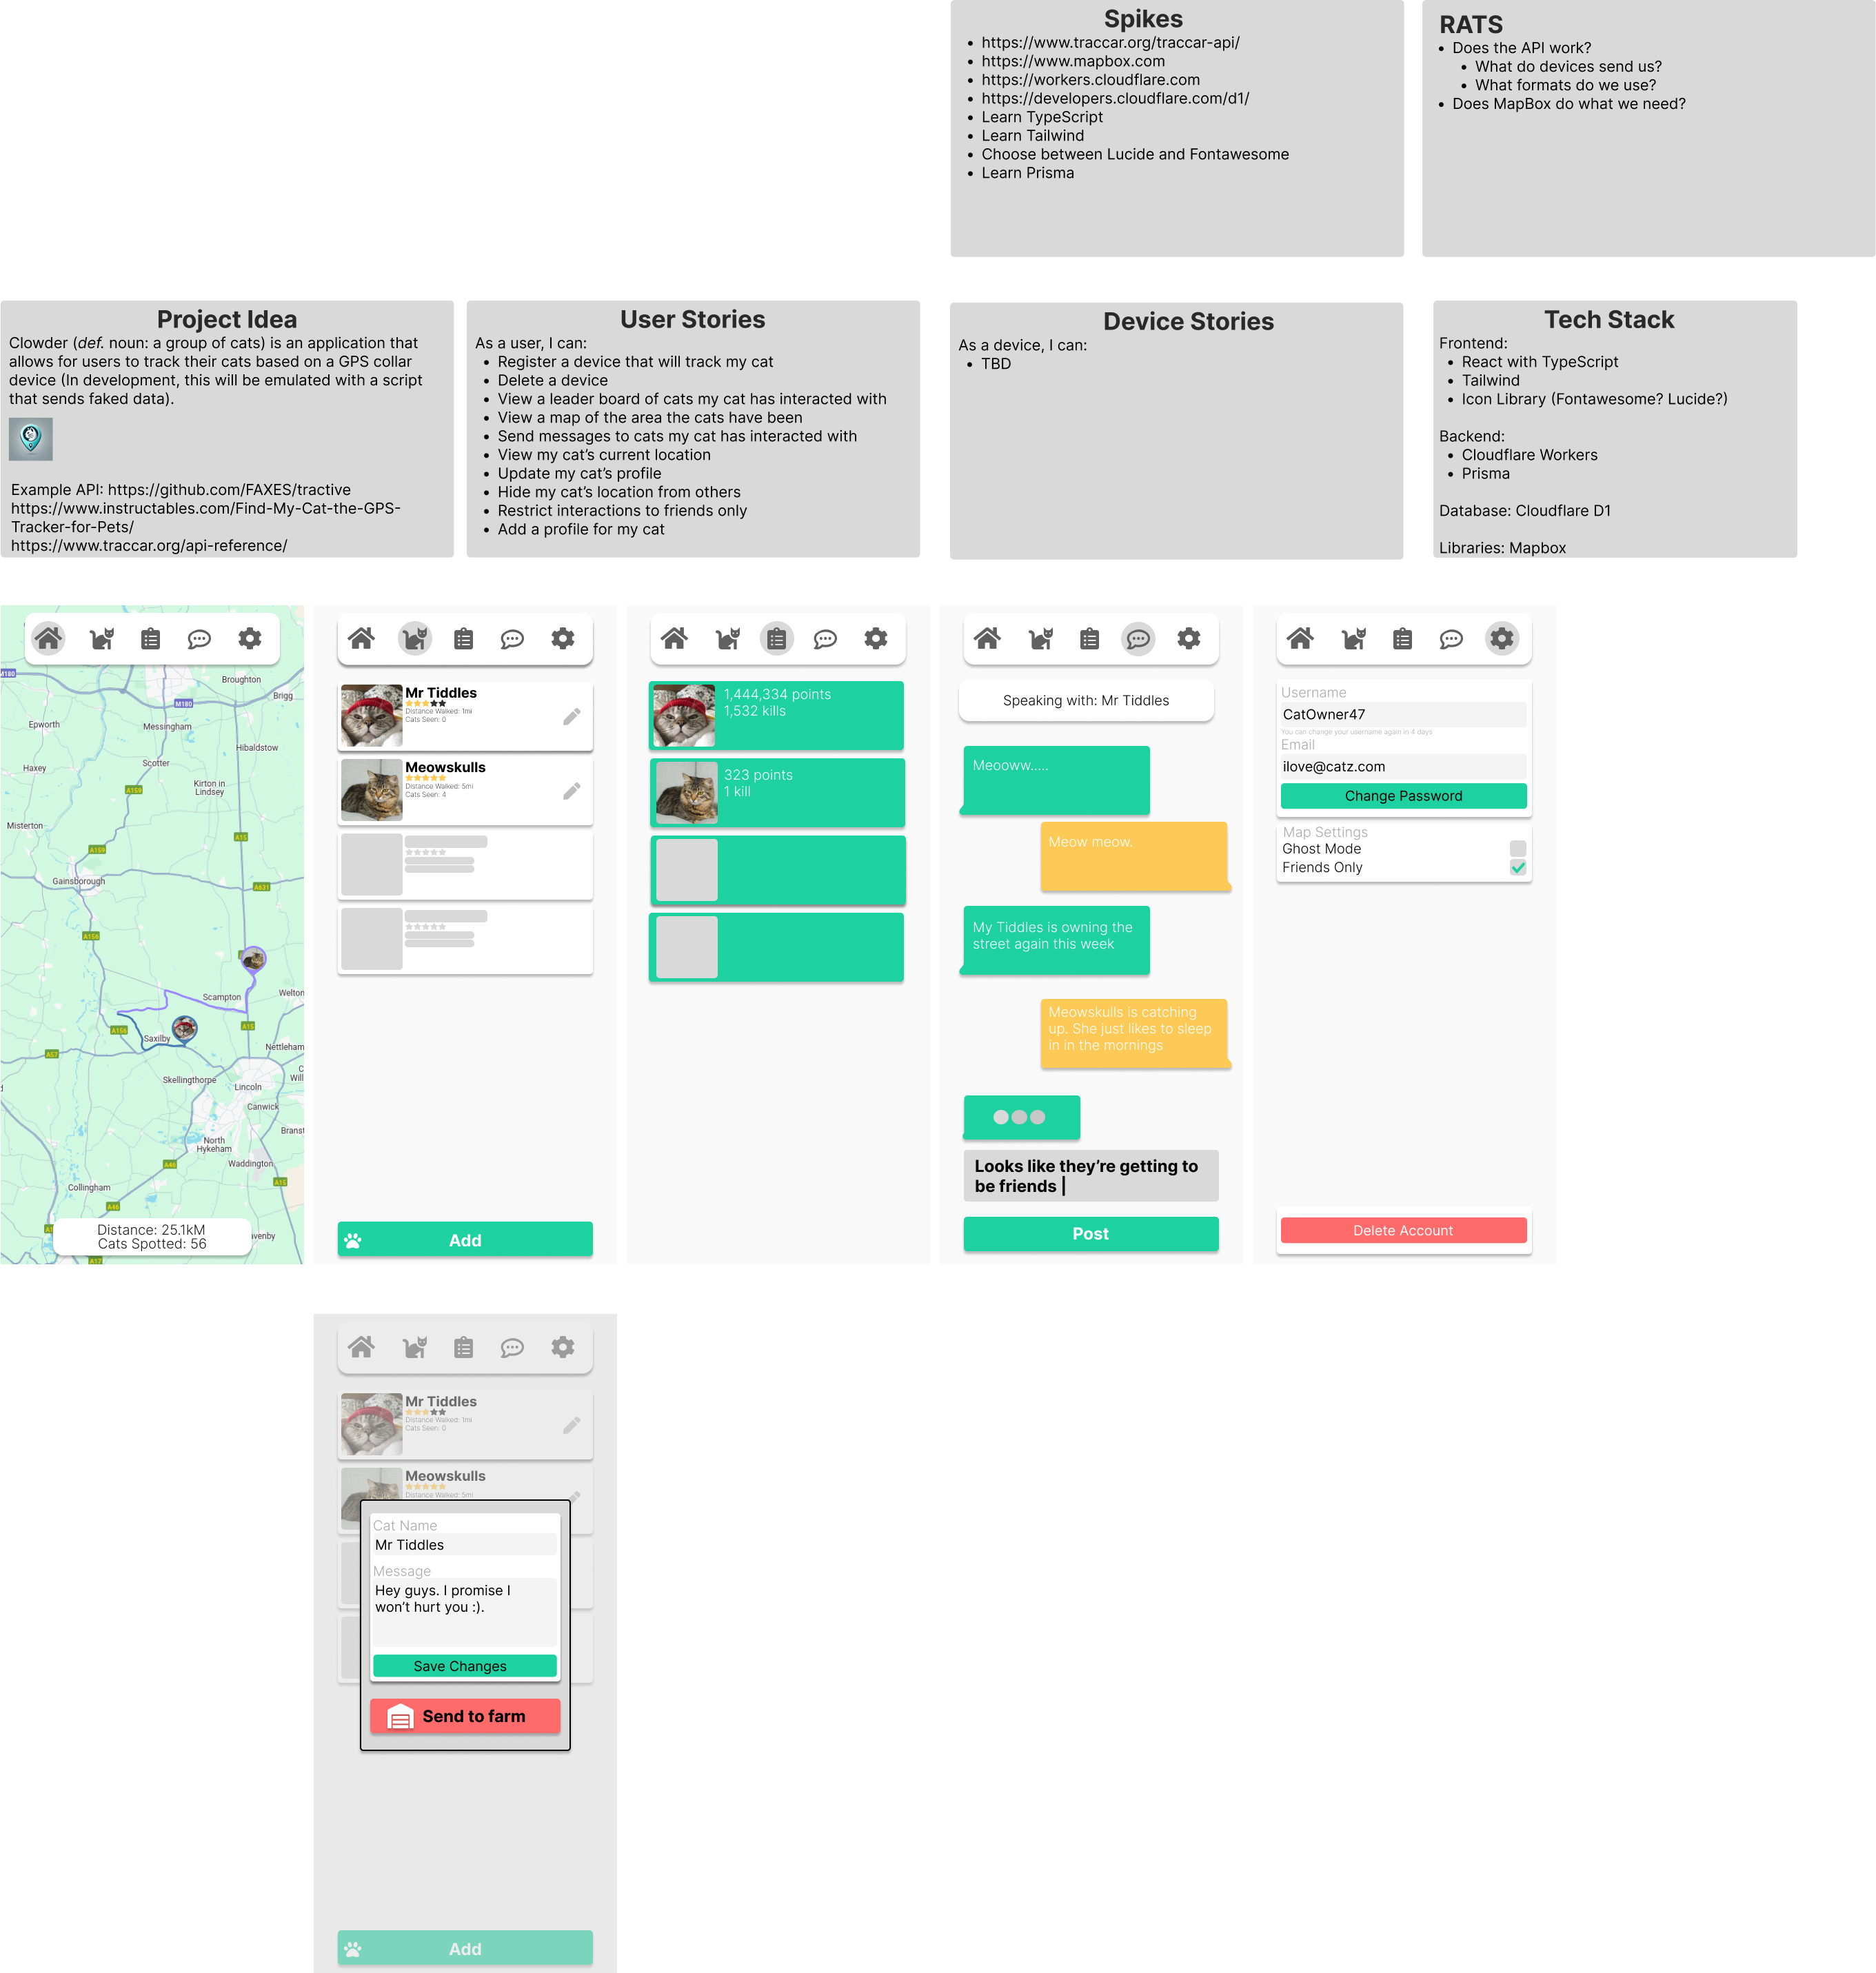 Spikes
• https://www.traccar.org/traccar-api/
• https://www.mapbox.com
• https://workers.cloudflare.com
• https://developers.cloudflare.com/d1/
• Learn TypeScript
• Learn Tailwind
• Choose between Lucide and Fontawesome
• Learn Prisma
RATS
• Does the API work?
• What do devices send us?
• What formats do we use?
• Does MapBox do what we need?
Project Idea
Clowder (def. noun: a group of cats) is an application that
allows for users to track their cats based on a GPS collar
device (In development, this will be emulated with a script
that sends faked data).
Example API: https://github.com/FAXES/tractive
https://www.instructables.com/Find-My-Cat-the-GPS-
Tracker-for-Pets/
https://www.traccar.org/api-reference/
User Stories
As a user, I can:
• Register a device that will track my cat
• Delete a device
• View a leader board of cats my cat has interacted with
• View a map of the area the cats have been
• Send messages to cats my cat has interacted with
• View my cat's current location
• Update my cat's profile
• Hide my cat's location from others
• Restrict interactions to friends only
• Add a profile for my cat
Device Stories
As a device, I can:
• TBD
Tech Stack
Frontend:
• React with TypeScript
• Tailwind
• Icon Library (Fontawesome? Lucide?)
Backend:
• Cloudflare Workers
• Prisma
Database: Cloudflare D1
Libraries: Mapbox
M180
Broughton
Brigg
M180
Epworth
Messingham
Hibaldstow
Scotter
Haxey
Kirton in
Lindsey
A159
Misterton
A15
A159
Gainsborough
A631
A156
Scampton
Welton
A156
A15
Saxilby
A57
Nettleham
Skellingthorpe
Lincoln
Canwick
North
Hykeham
Waddington
A46
A15
Collingham
A46
Distance: 25.1kM
Cats Spotted: 56
A17
Mr Tiddles
Distance Walked: 1mi
Cats Seen: 0
Meowskulls
Distance Walked: 5mi
Cats Seen: 4
Add
1,444,334 points
1,532 kills
323 points
1 kill
Speaking with: Mr Tiddles
Meooww.....
Meow meow.
My Tiddles is owning the
street again this week
Meowskulls is catching
up. She just likes to sleep
in in the mornings
Looks like they're getting to
be friends |
Post
Username
CatOwner47
You can change your username again in 4 days
Email
ilove@catz.com
Change Password
Map Settings
Ghost Mode
Friends Only
Delete Account
Mr Tiddles
Distance Walked: 1mi
Cats Seen: 0
Meowskulls
Distance Walked: 5mi
Cat Name
Mr Tiddles
Message
Hey guys. I promise I
won't hurt you :).
Save Changes
Send to farm
Add